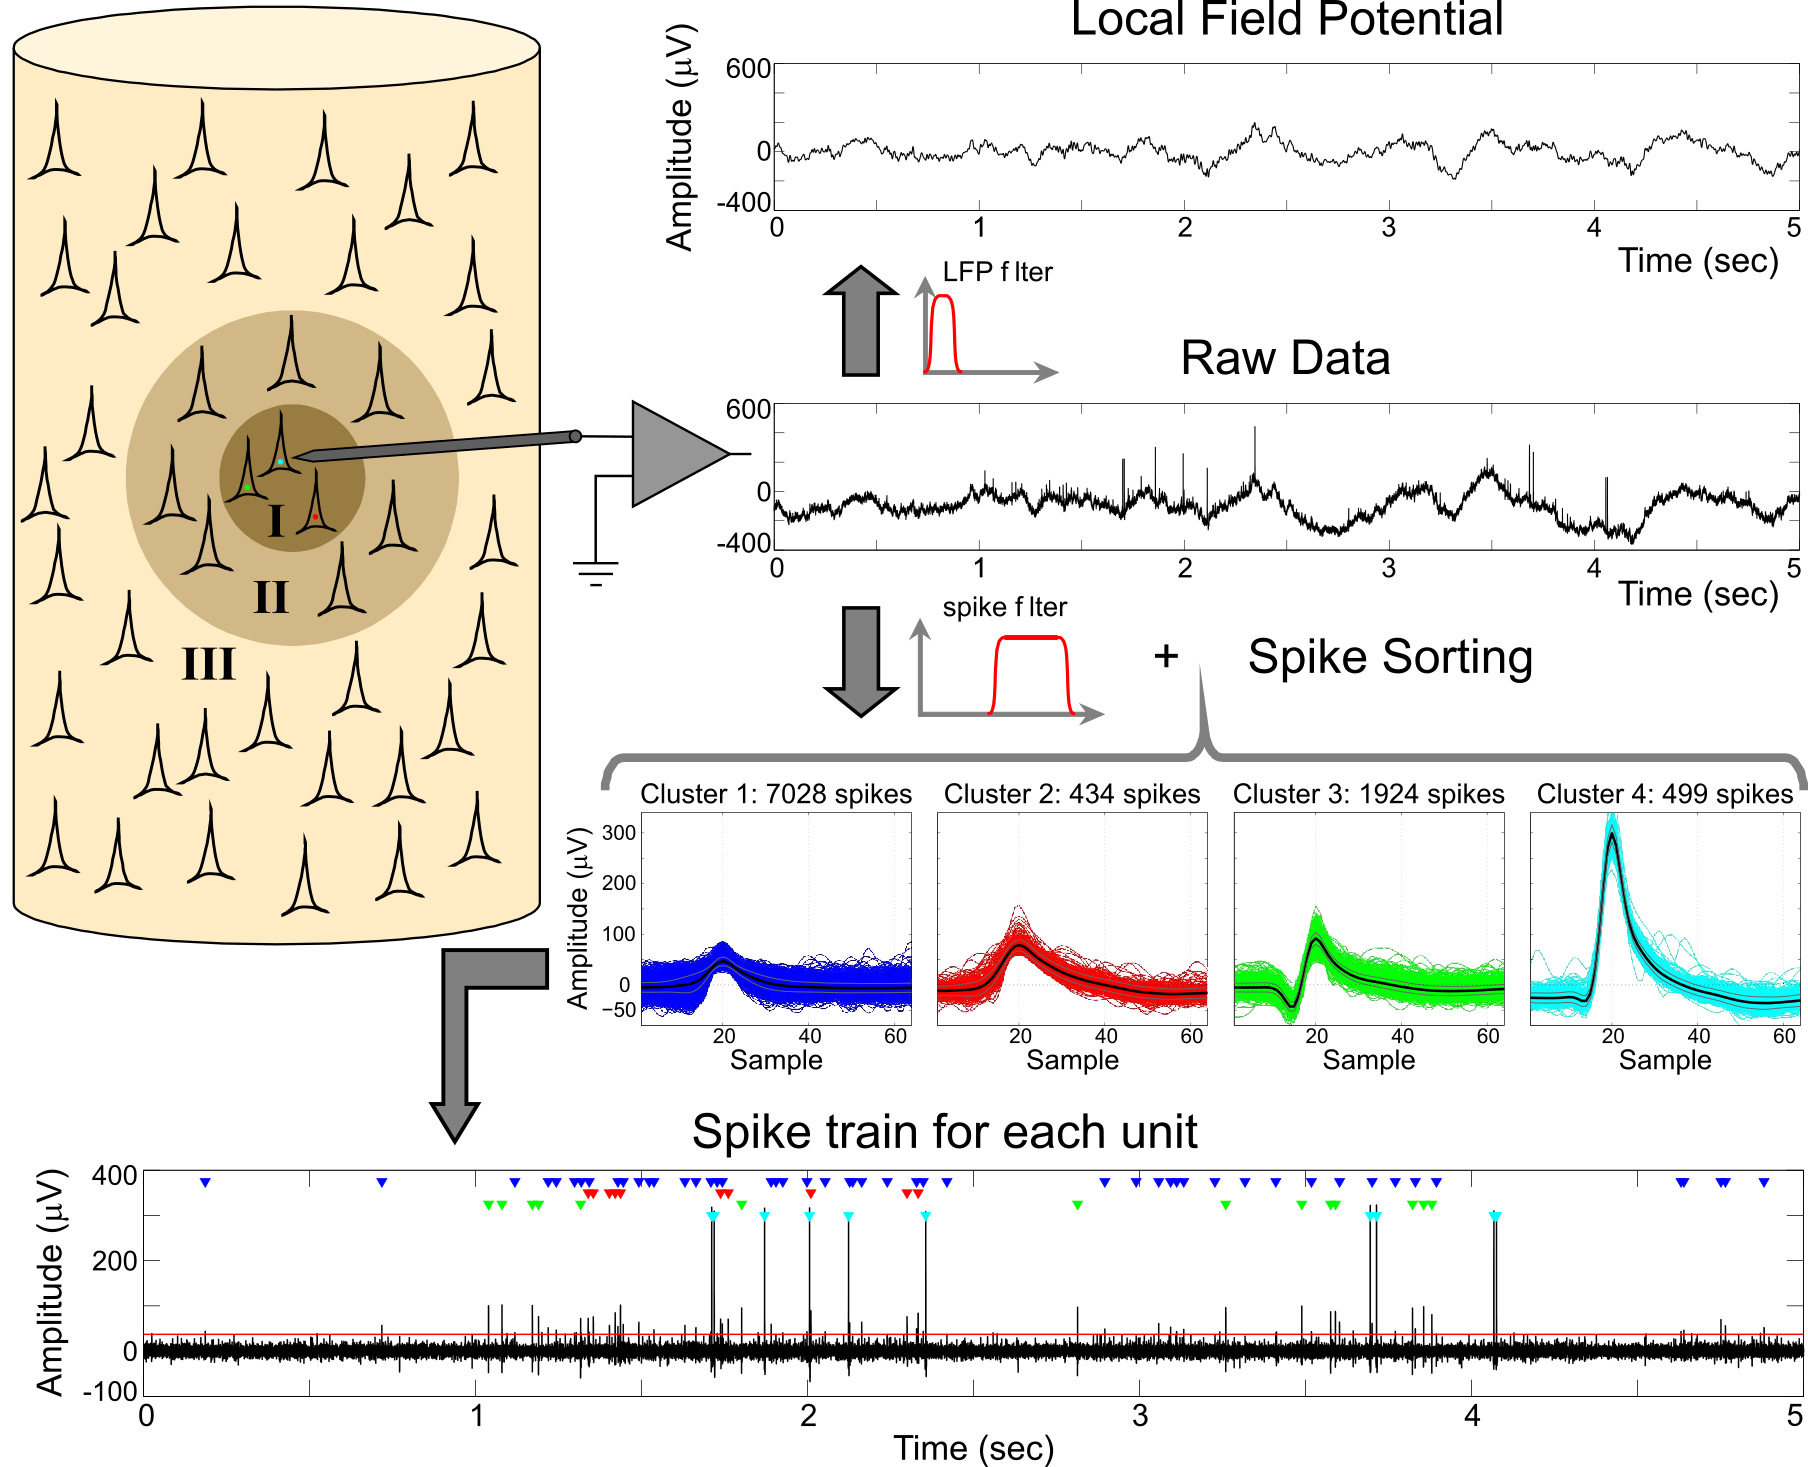 Local Field Potential
Amplitude (μV)
600
0
-400
0 1 2 3 4 5
Time (sec)
LFP f lter
Raw Data
600
0
-400
0 1 2 3 4 5
Time (sec)
I
II
III
spike f lter
+ Spike Sorting
Cluster 1: 7028 spikes
Cluster 2: 434 spikes
Cluster 3: 1924 spikes
Cluster 4: 499 spikes
Amplitude (μV)
300
200
100
0
−50
20 40 60
20 40 60
20 40 60
20 40 60
Sample
Sample
Sample
Sample
Spike train for each unit
Amplitude (μV)
400
200
0
-100
0 1 2 3 4 5
Time (sec)